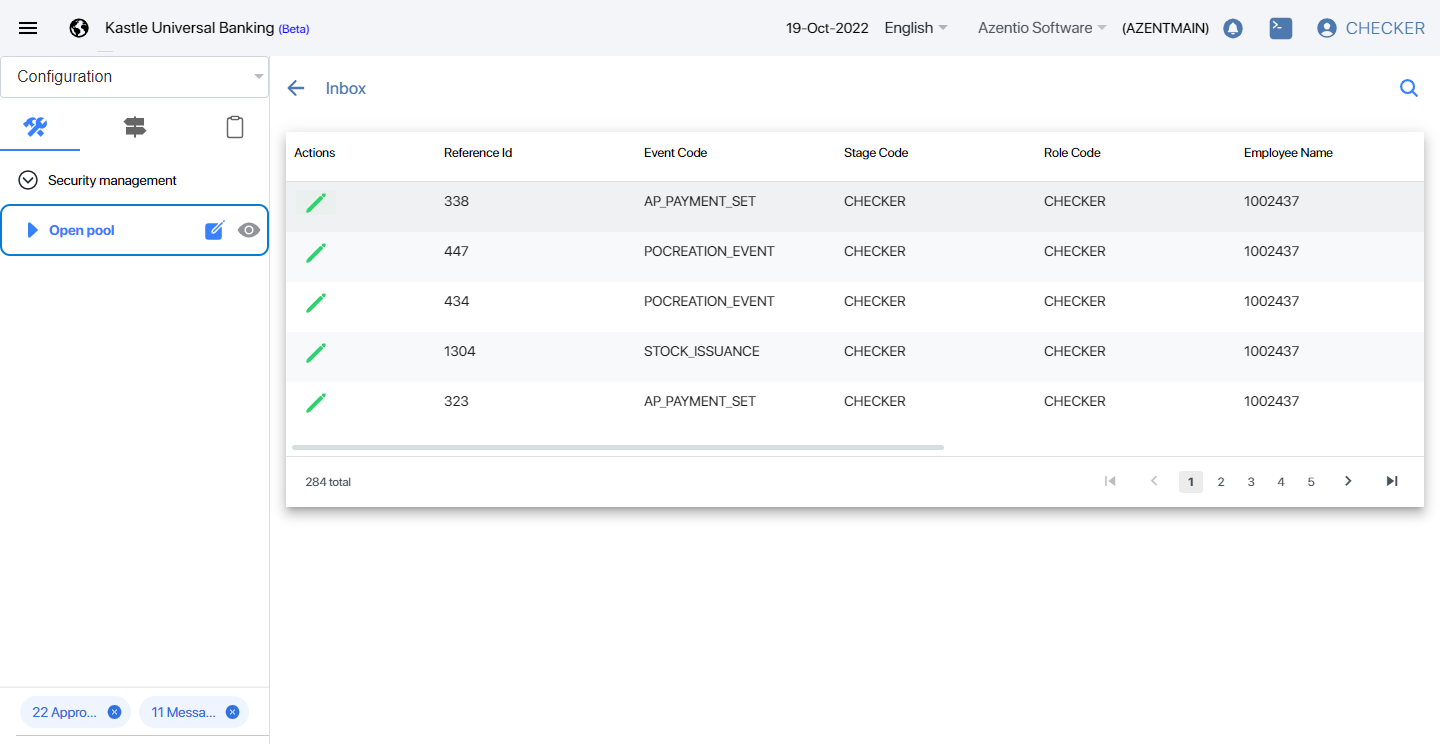 Kastle Universal Banking (Beta) 19-Oct-2022 English Azentio Software (AZENTMAIN) CHECKER
Configuration
Security management
Open pool
Inbox
Actions Reference Id Event Code Stage Code Role Code Employee Name
338 AP_PAYMENT_SET CHECKER CHECKER 1002437
447 POCREATION_EVENT CHECKER CHECKER 1002437
434 POCREATION_EVENT CHECKER CHECKER 1002437
1304 STOCK_ISSUANCE CHECKER CHECKER 1002437
323 AP_PAYMENT_SET CHECKER CHECKER 1002437
284 total 1 2 3 4 5
22 Appro... 11 Messa...